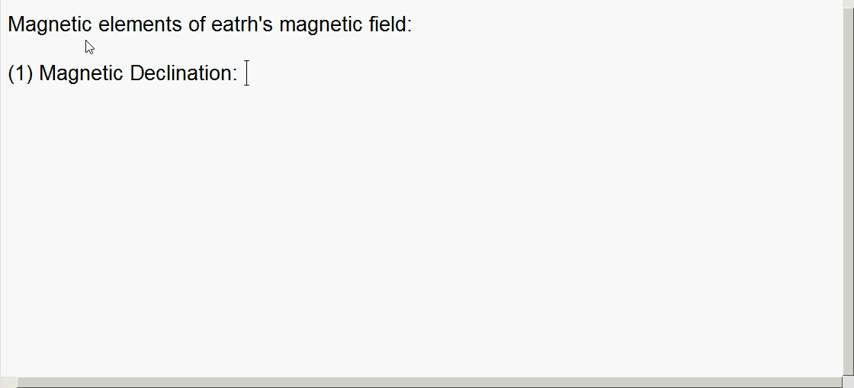 Magnetic elements of eatrh's magnetic field:
(1) Magnetic Declination: